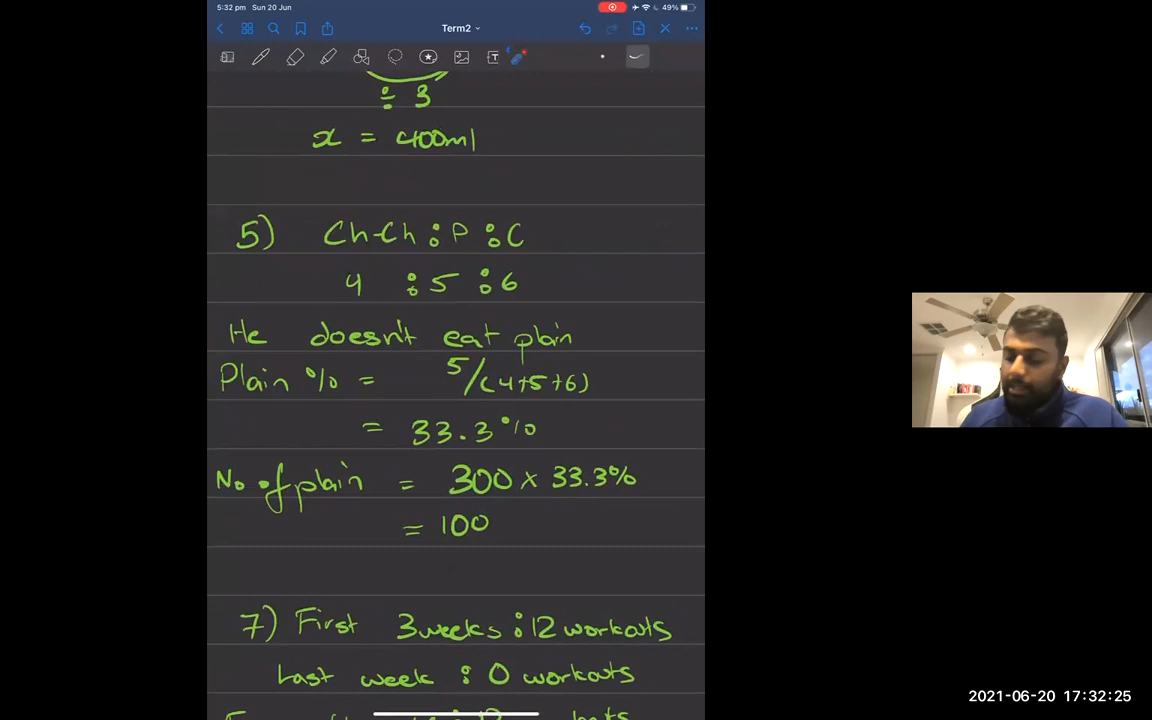 5:32 pm Sun 20 Jun
49%
Term2
÷ 3
x = 400ml
5) Ch-Ch : P : C
4 : 5 : 6
He doesn't eat plain
Plain % = 5/(4+5+6)
= 33.3%
No of plain = 300 x 33.3%
= 100
7) First 3 weeks : 12 workouts
Last week : 0 workouts
2021-06-20 17:32:25